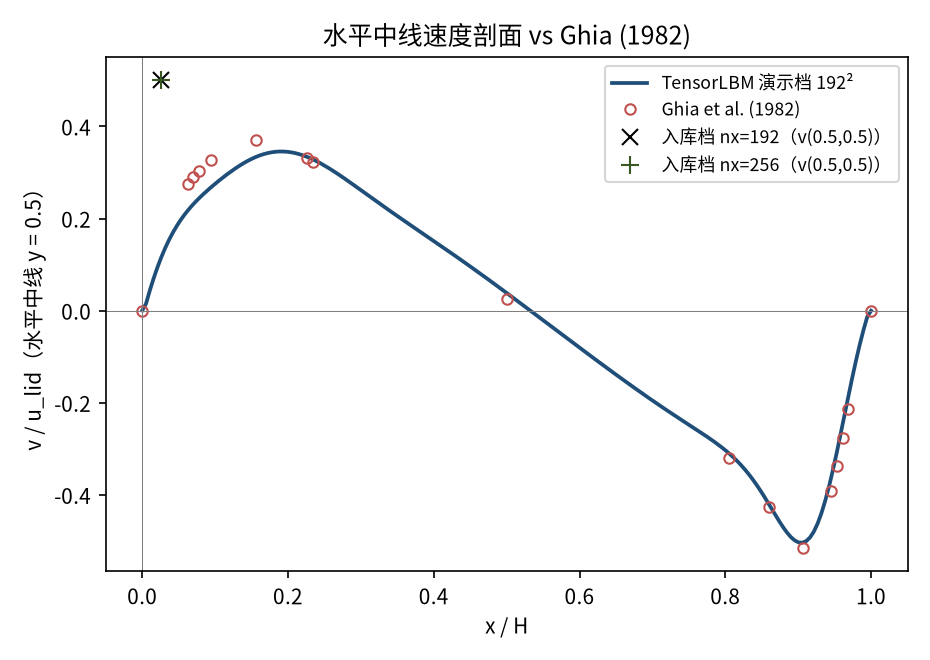 水平中线速度剖面 vs Ghia (1982)
TensorLBM 演示档 192²
Ghia et al. (1982)
入库档 nx=192（v(0.5,0.5)）
入库档 nx=256（v(0.5,0.5)）
v / u_lid（水平中线 y = 0.5）
0.4
0.2
0.0
-0.2
-0.4
0.0 0.2 0.4 0.6 0.8 1.0
x / H